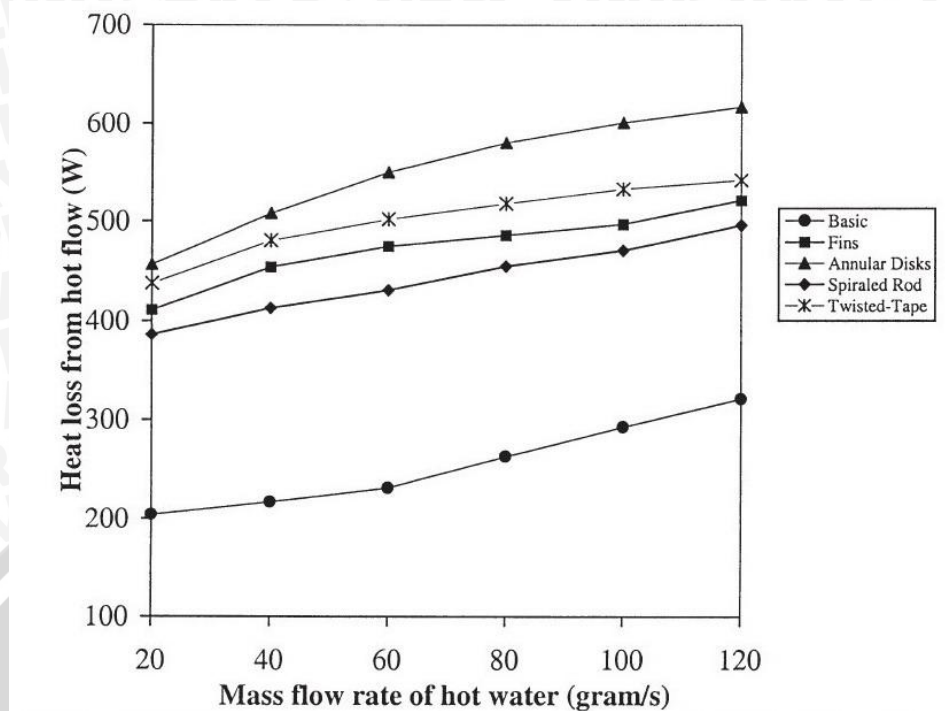 700
600
500
400
300
200
100
Heat loss from hot flow (W)
20 40 60 80 100 120
Mass flow rate of hot water (gram/s)
Basic
Fins
Annular Disks
Spiraled Rod
Twisted-Tape